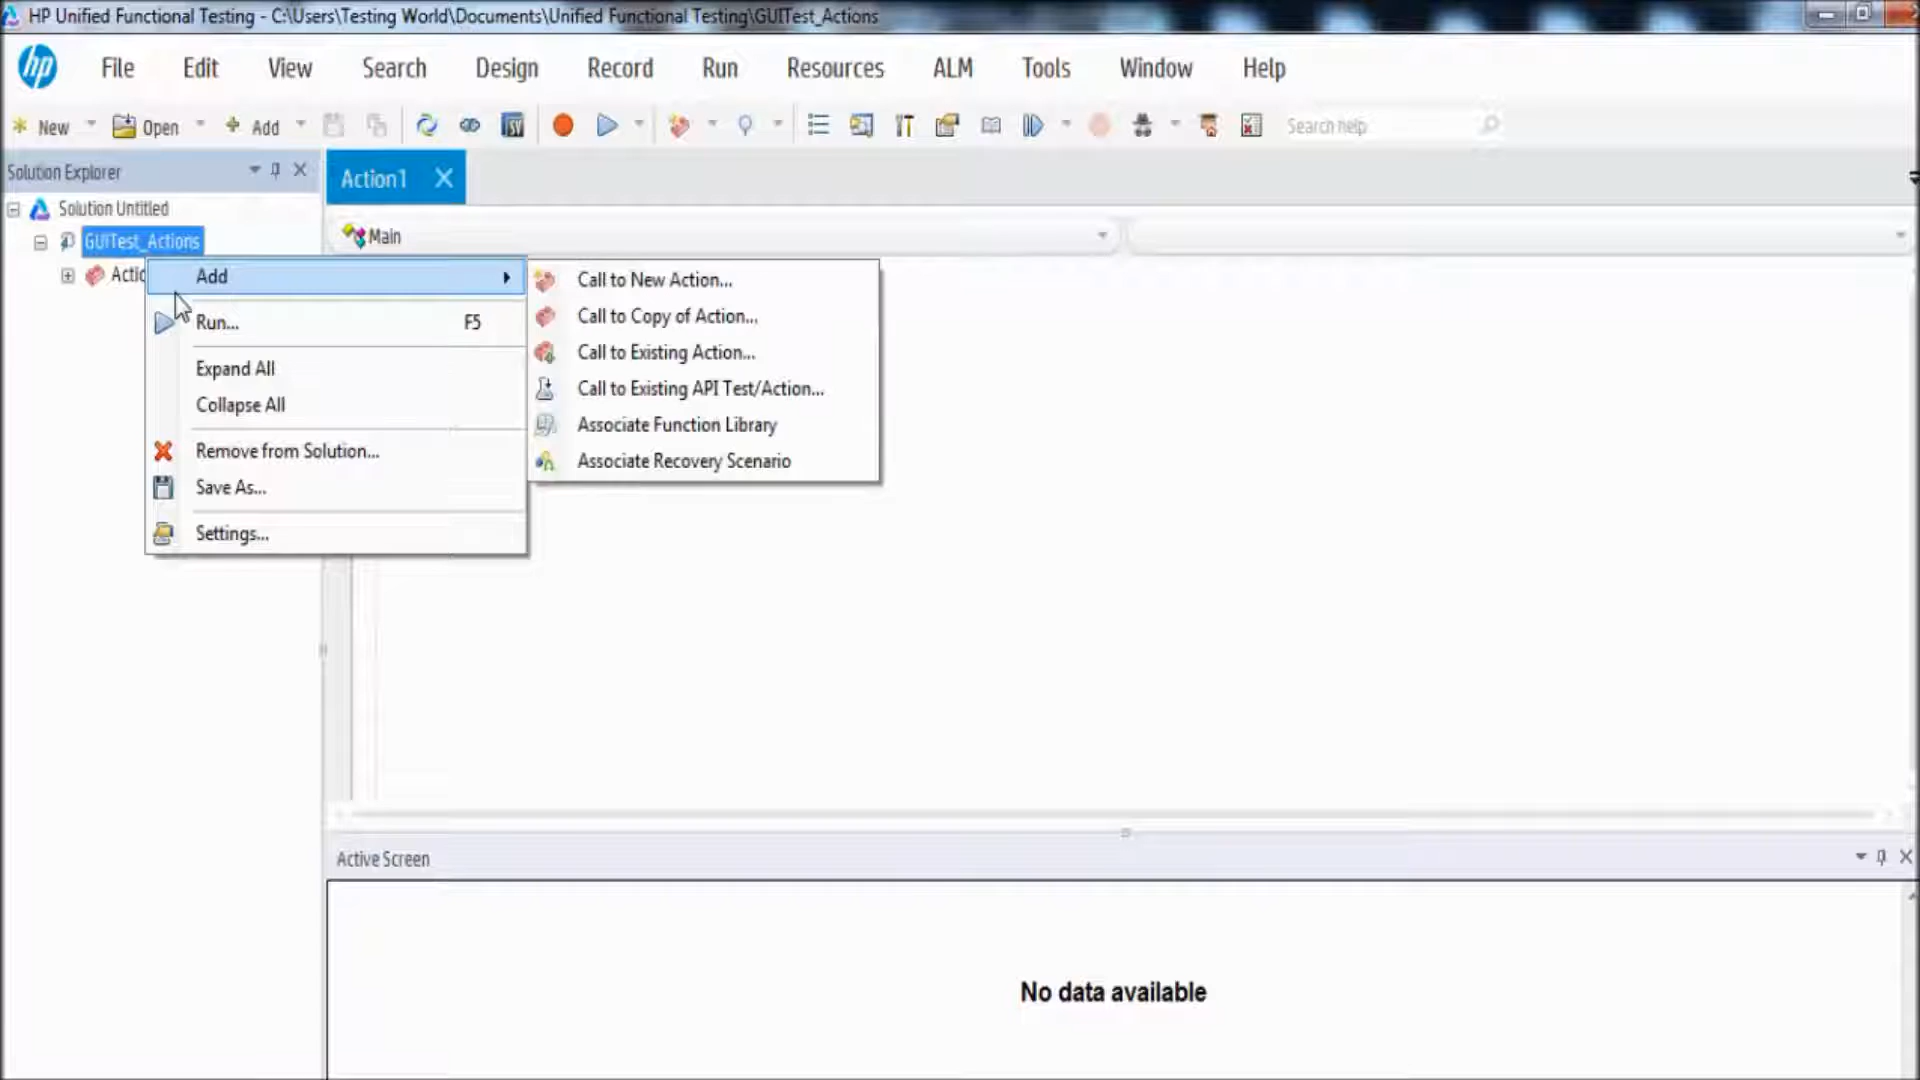 HP Unified Functional Testing - C:\Users\Testing World\Documents\Unified Functional Testing\GUITest_Actions
hp File Edit View Search Design Record Run Resources ALM Tools Window Help
New Open Add SV Search help
Solution Explorer
Action1
Solution Untitled
GUITest_Actions
Main
Actio
Add
Run... F5
Expand All
Collapse All
Remove from Solution...
Save As...
Settings...
Call to New Action...
Call to Copy of Action...
Call to Existing Action...
Call to Existing API Test/Action...
Associate Function Library
Associate Recovery Scenario
Active Screen
No data available